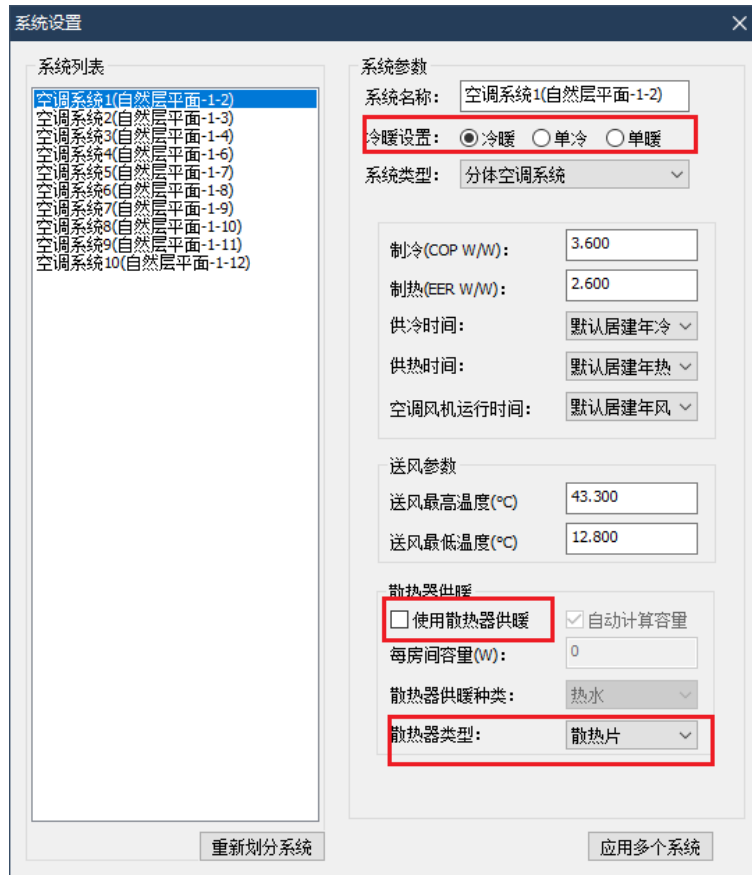 系统设置
系统列表
空调系统1(自然层平面-1-2)
空调系统2(自然层平面-1-3)
空调系统3(自然层平面-1-4)
空调系统4(自然层平面-1-6)
空调系统5(自然层平面-1-7)
空调系统6(自然层平面-1-8)
空调系统7(自然层平面-1-9)
空调系统8(自然层平面-1-10)
空调系统9(自然层平面-1-11)
空调系统10(自然层平面-1-12)
重新划分系统
系统参数
系统名称: 空调系统1(自然层平面-1-2)
冷暖设置: 冷暖 单冷 单暖
系统类型: 分体空调系统
制冷(COP W/W): 3.600
制热(EER W/W): 2.600
供冷时间: 默认居建年冷
供热时间: 默认居建年热
空调风机运行时间: 默认居建年风
送风参数
送风最高温度(℃) 43.300
送风最低温度(℃) 12.800
散热器供暖
使用散热器供暖 自动计算容量
每房间容量(W): 0
散热器供暖种类: 热水
散热器类型: 散热片
应用多个系统